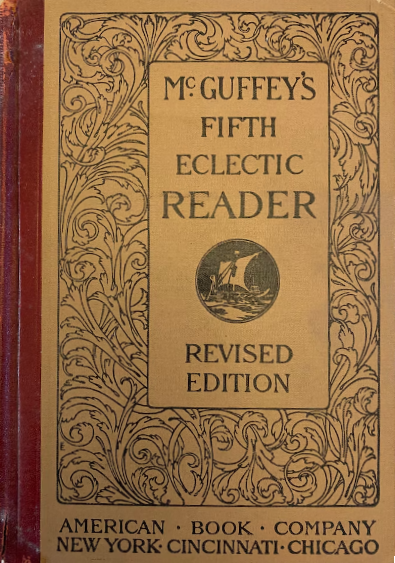 McGUFFEY'S
FIFTH
ECLECTIC
READER
REVISED
EDITION
AMERICAN · BOOK · COMPANY
NEW YORK · CINCINNATI · CHICAGO